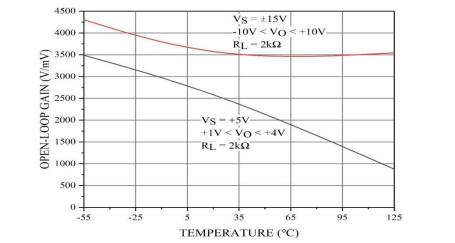 4500
4000
3500
3000
2500
2000
1500
1000
500
0
OPEN-LOOP GAIN (V/mV)
VS = ±15V
-10V < VO < +10V
RL = 2kΩ
VS = +5V
+1V < VO < +4V
RL = 2kΩ
-55 -25 5 35 65 95 125
TEMPERATURE (°C)